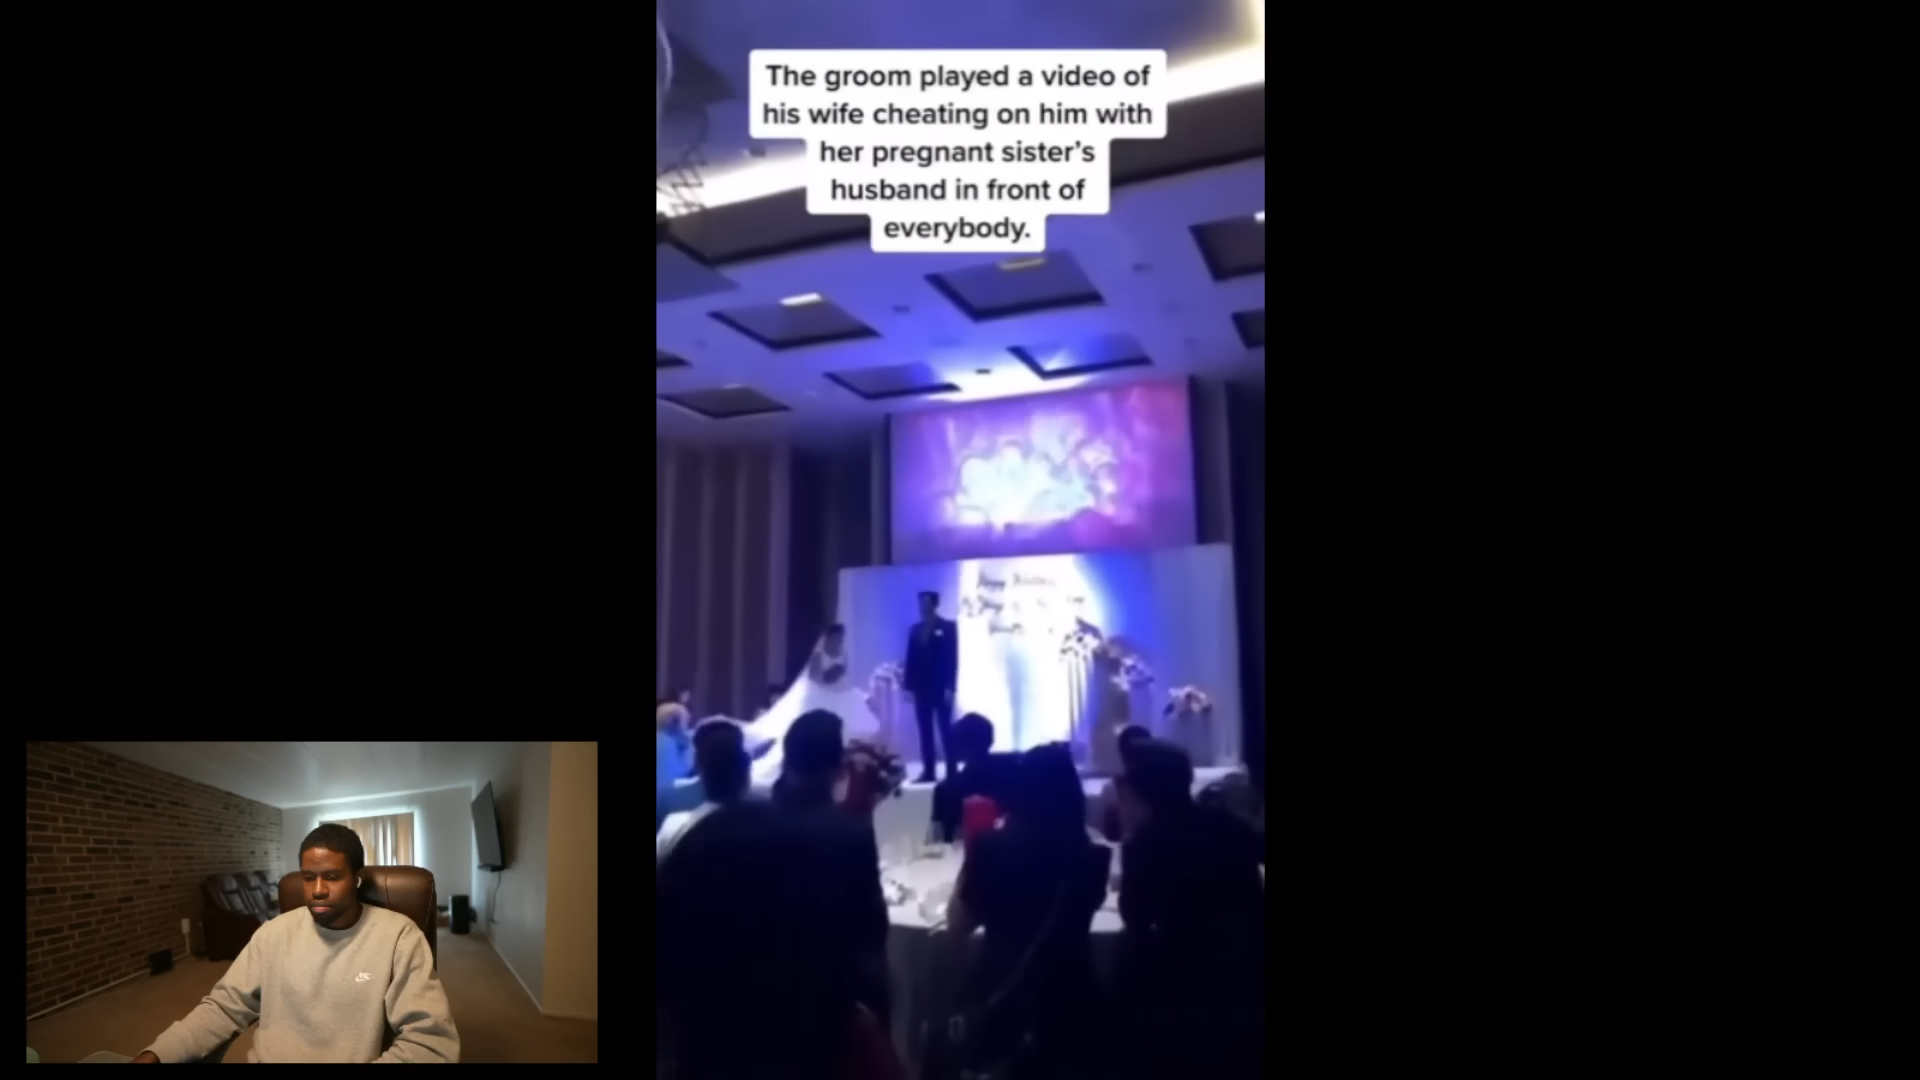 The groom played a video of
his wife cheating on him with
her pregnant sister's
husband in front of
everybody.